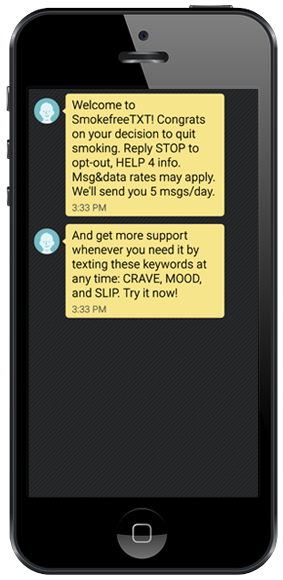 Welcome to
SmokefreeTXT! Congrats
on your decision to quit
smoking. Reply STOP to
opt-out, HELP 4 info.
Msg&data rates may apply.
We'll send you 5 msgs/day.
3:33 PM
And get more support
whenever you need it by
texting these keywords at
any time: CRAVE, MOOD,
and SLIP. Try it now!
3:33 PM